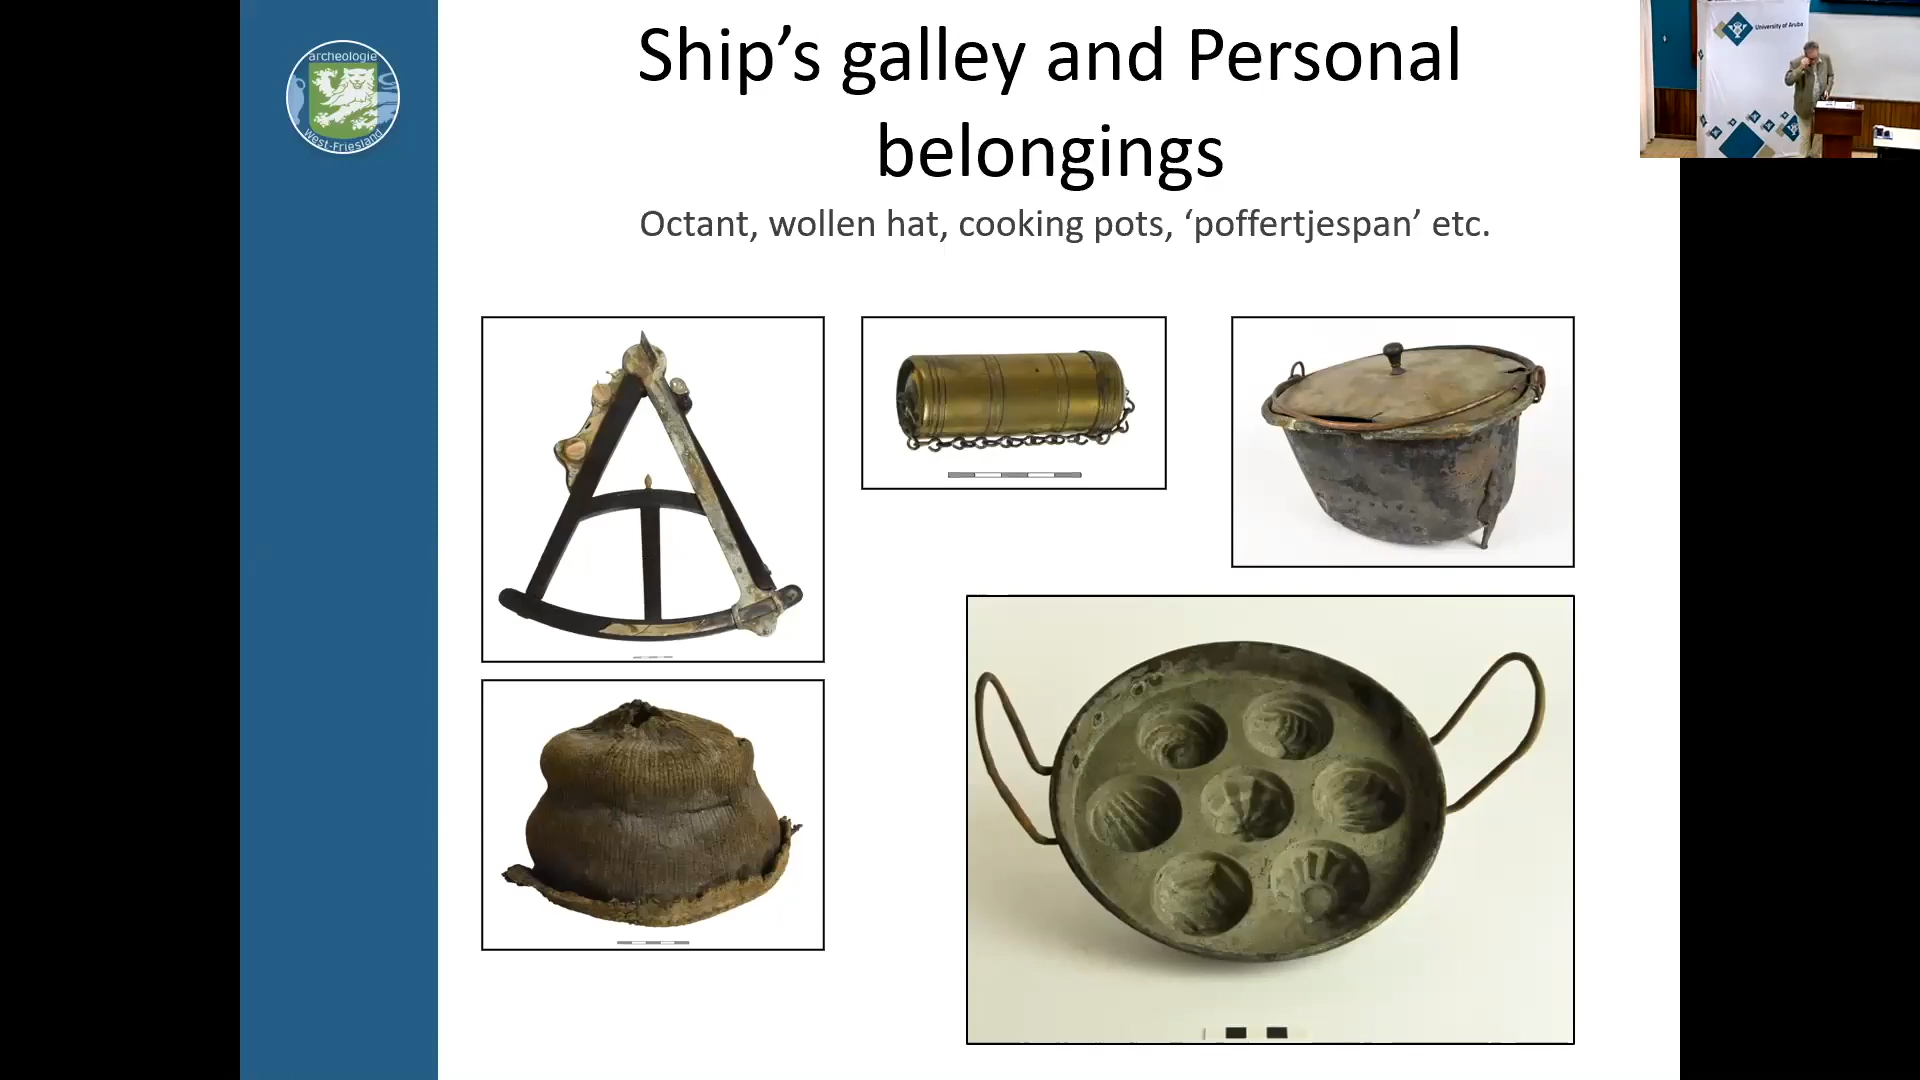 archeologie
West-Friesland
Ship’s galley and Personal
belongings
Octant, wollen hat, cooking pots, ‘poffertjespan’ etc.
University of Aruba